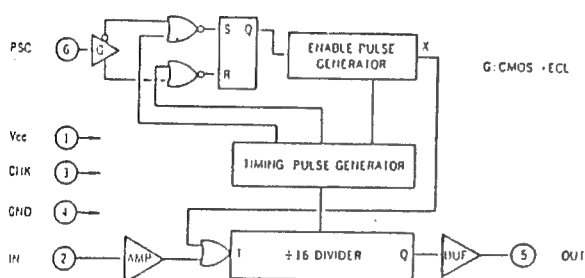 PSC 6 G S Q ENABLE PULSE GENERATOR X
R
G:CMOS→ECL
Vcc 1
TIMING PULSE GENERATOR
CHK 3
GND 4
IN 2 AMP T ÷16 DIVIDER Q BUF 5 OUT